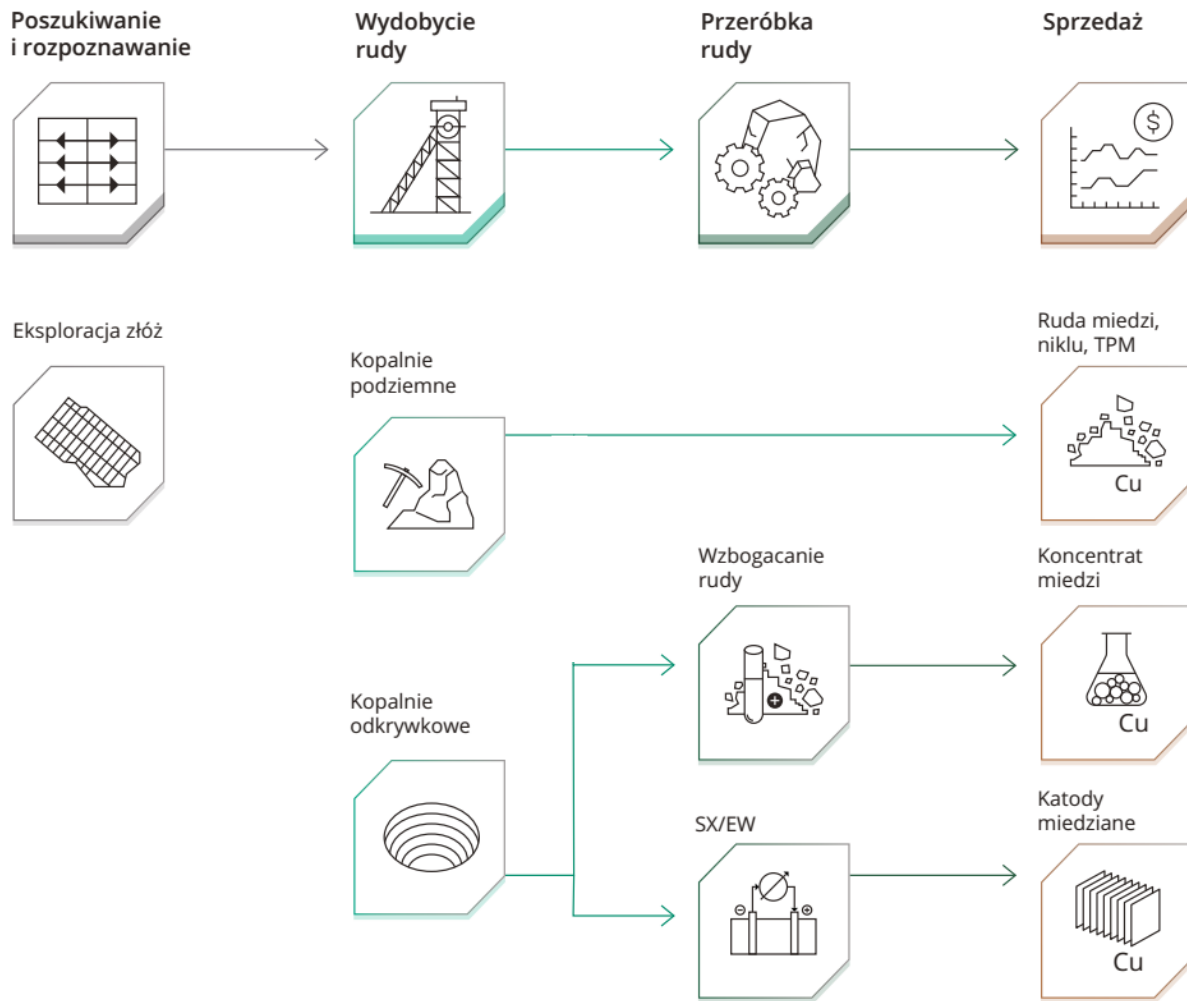 Poszukiwanie
i rozpoznawanie
Wydobycie
rudy
Przeróbka
rudy
Sprzedaż
$
Eksploracja złóż
Kopalnie
podziemne
Ruda miedzi,
niklu, TPM
Cu
Wzbogacanie
rudy
+
Koncentrat
miedzi
Cu
Kopalnie
odkrywkowe
SX/EW
− +
Katody
miedziane
Cu